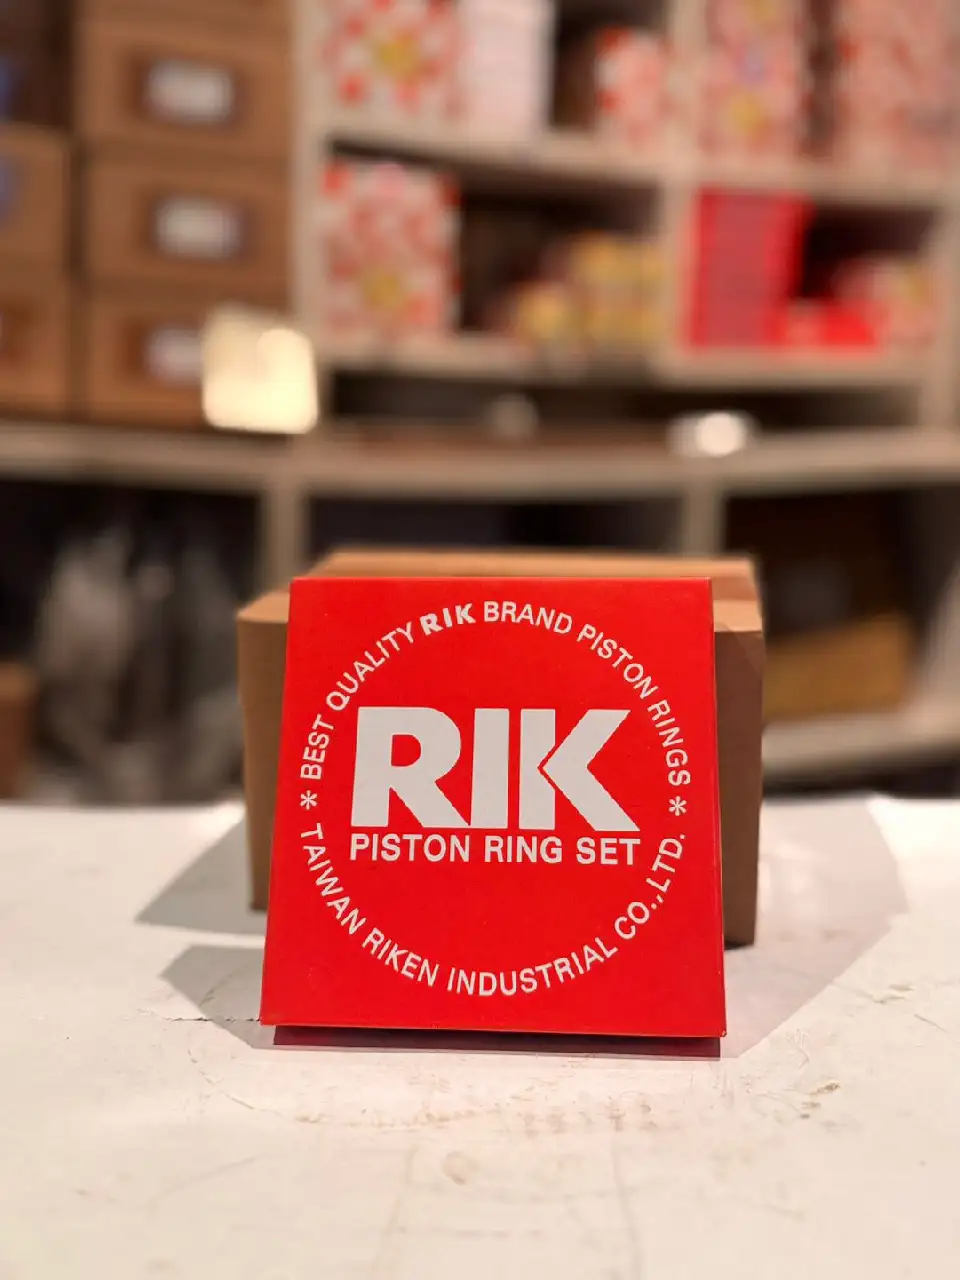 * BEST QUALITY RIK BRAND PISTON RINGS *
RIK
PISTON RING SET
TAIWAN RIKEN INDUSTRIAL CO.,LTD.